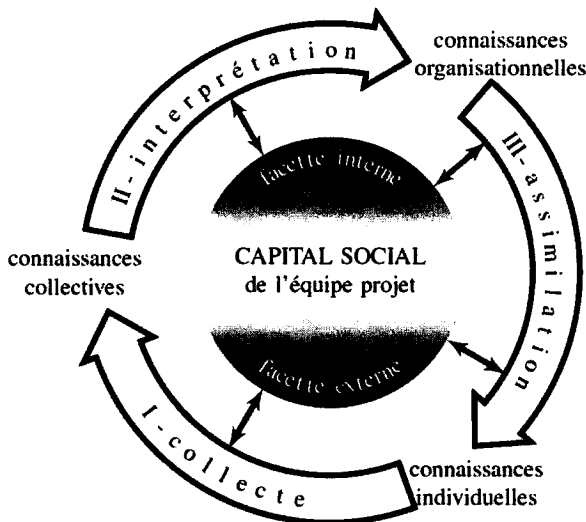 connaissances
organisationnelles
II-interprétation
III-assimilation
facette interne
CAPITAL SOCIAL
de l'équipe projet
connaissances
collectives
facette externe
I-collecte
connaissances
individuelles